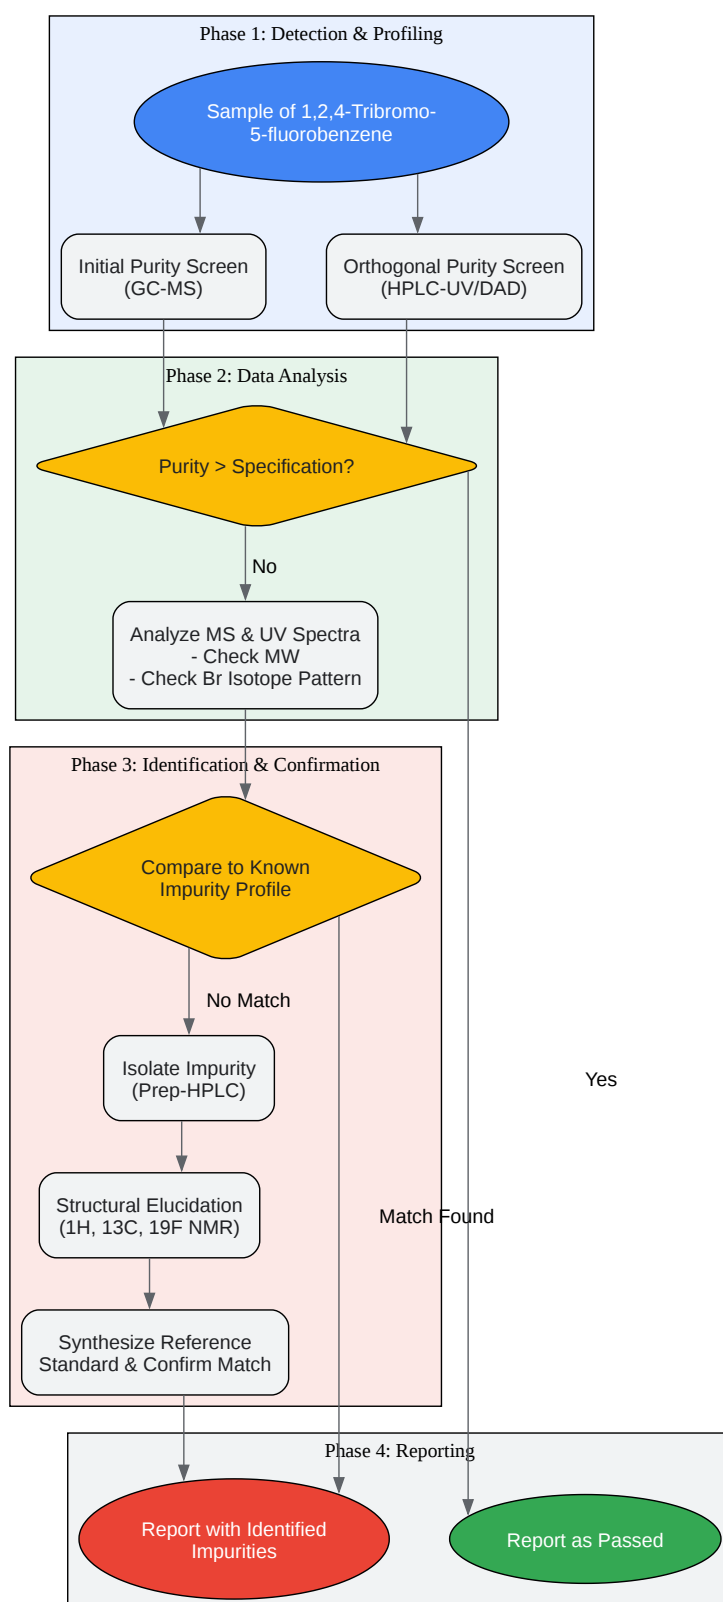 Phase 1: Detection & Profiling
Sample of 1,2,4-Tribromo-
5-fluorobenzene
Initial Purity Screen
(GC-MS)
Orthogonal Purity Screen
(HPLC-UV/DAD)
Phase 2: Data Analysis
Purity > Specification?
No
Analyze MS & UV Spectra
- Check MW
- Check Br Isotope Pattern
Phase 3: Identification & Confirmation
Compare to Known
Impurity Profile
No Match
Isolate Impurity
(Prep-HPLC)
Yes
Structural Elucidation
(1H, 13C, 19F NMR)
Match Found
Synthesize Reference
Standard & Confirm Match
Phase 4: Reporting
Report with Identified
Impurities
Report as Passed